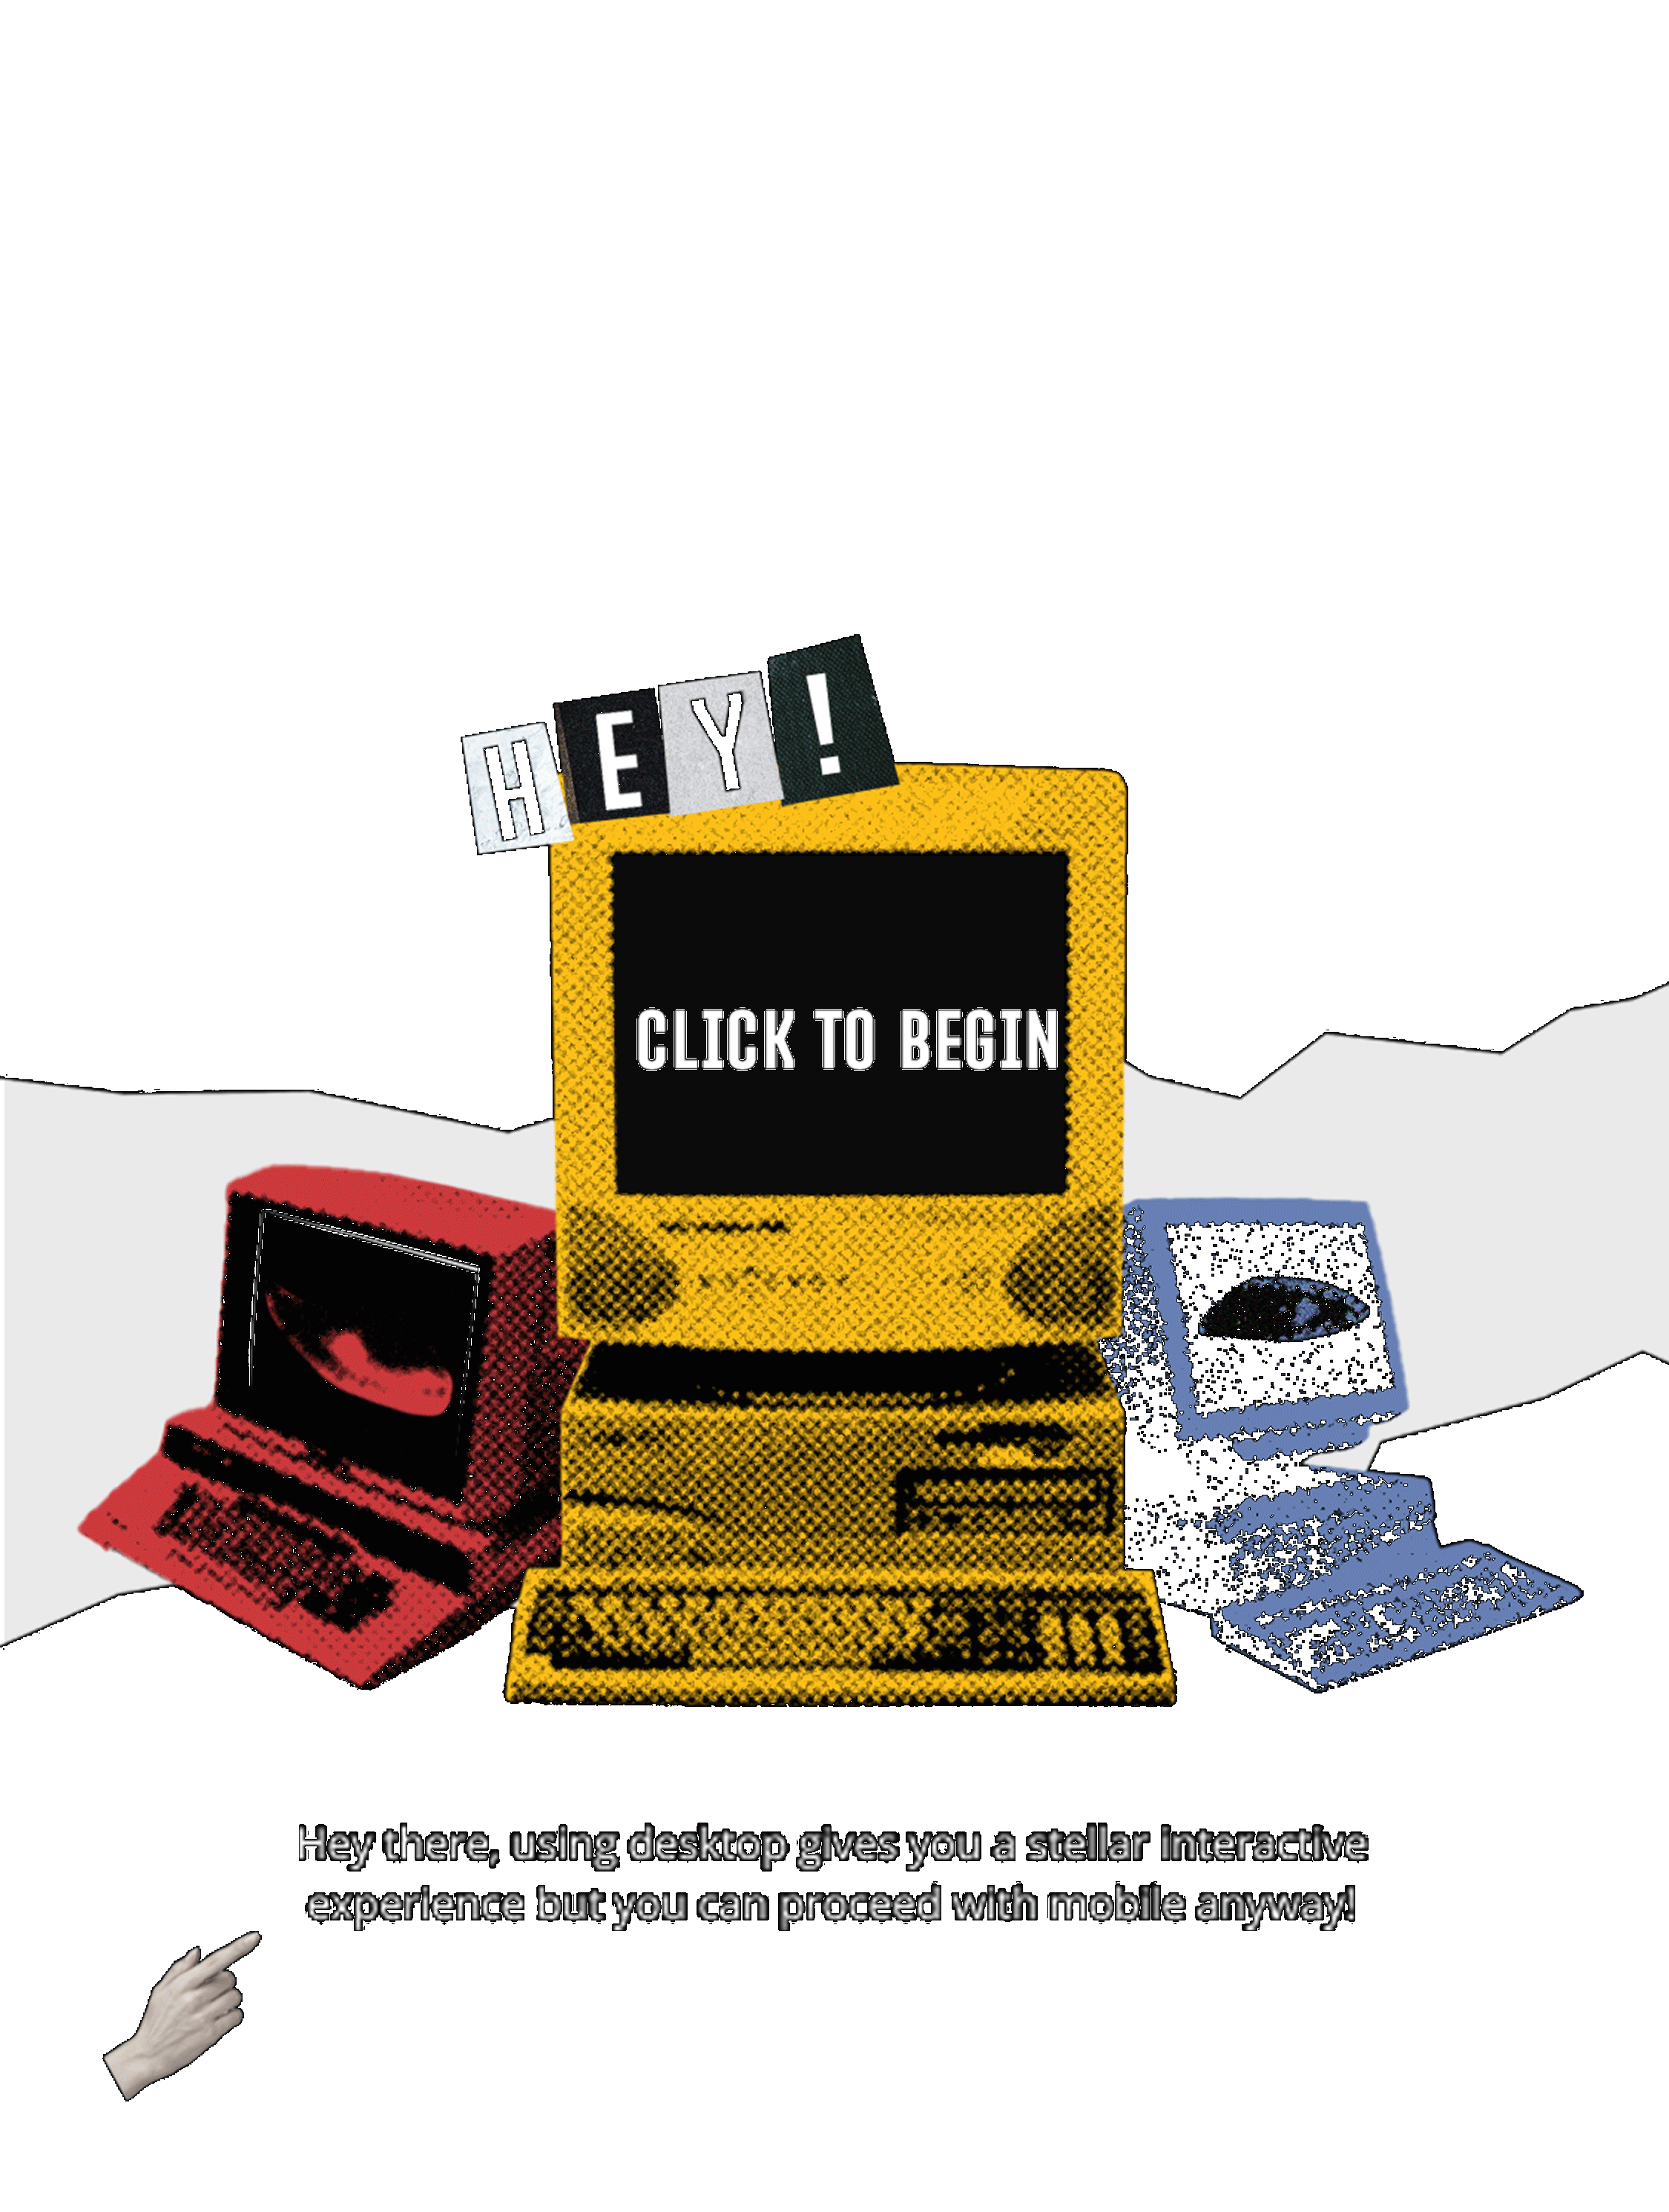 HEY!
CLICK TO BEGIN
Hey there, using desktop gives you a stellar interactive
experience but you can proceed with mobile anyway!